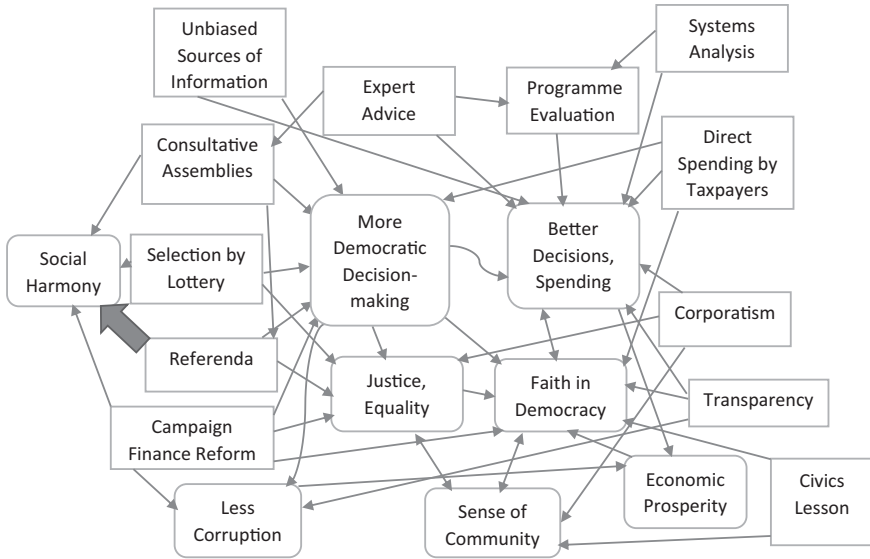 Unbiased
Sources of
Information
Systems
Analysis
Expert
Advice
Programme
Evaluation
Consultative
Assemblies
Direct
Spending by
Taxpayers
More
Democratic
Decision-
making
Better
Decisions,
Spending
Social
Harmony
Selection by
Lottery
Corporatism
Referenda
Justice,
Equality
Faith in
Democracy
Transparency
Campaign
Finance Reform
Less
Corruption
Sense of
Community
Economic
Prosperity
Civics
Lesson